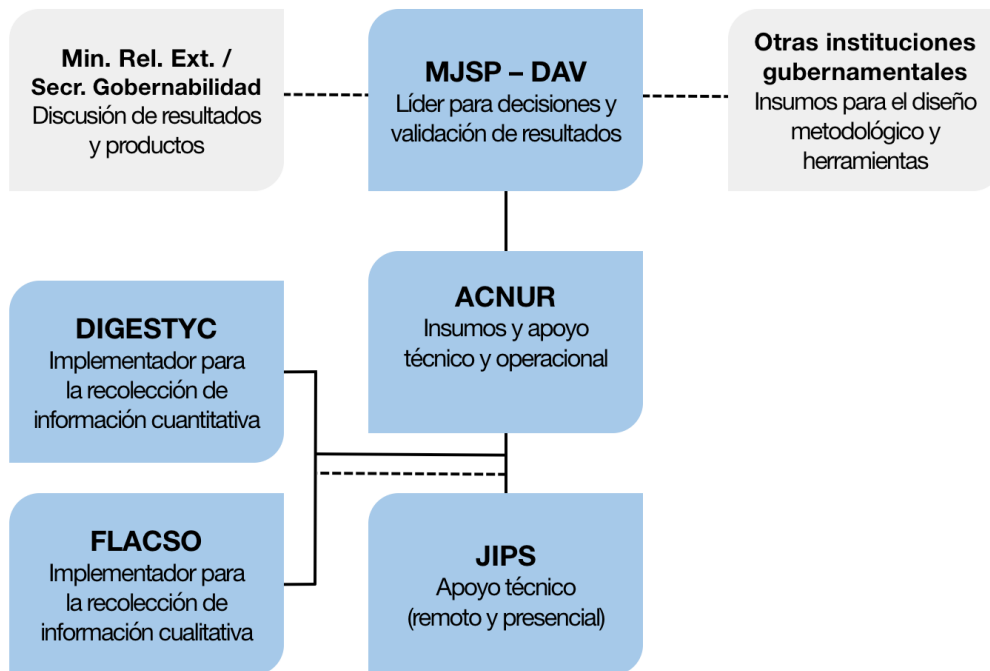 Min. Rel. Ext. /
Secr. Gobernabilidad
Discusión de resultados
y productos
MJSP – DAV
Líder para decisiones y
validación de resultados
Otras instituciones
gubernamentales
Insumos para el diseño
metodológico y
herramientas
ACNUR
Insumos y apoyo
técnico y operacional
DIGESTYC
Implementador para
la recolección de
información cuantitativa
FLACSO
Implementador para
la recolección de
información cualitativa
JIPS
Apoyo técnico
(remoto y presencial)